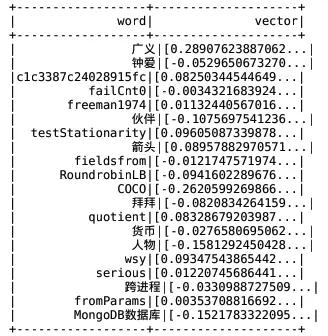 +------------------+--------------------+
|              word|              vector|
+------------------+--------------------+
|                广义|[0.28907623887062...|
|                钟爱|[-0.0529650673270...|
|c1c3387c24028915fc|[0.08250344544649...|
|          failCnt0|[-0.0034321683924...|
|       freeman1974|[0.01132440567016...|
|                伙伴|[-0.1075697541236...|
|  testStationarity|[0.09605087339878...|
|                箭头|[0.08957882970571...|
|        fieldsfrom|[-0.0121747571974...|
|      RoundrobinLB|[-0.0941602289676...|
|              COCO|[-0.2620599269866...|
|                拜拜|[-0.0820834264159...|
|          quotient|[0.08328679203987...|
|                货币|[-0.0276580695062...|
|                人物|[-0.1581292450428...|
|               wsy|[0.09347543865442...|
|           serious|[0.01220745686441...|
|               跨进程|[-0.0330988727509...|
|        fromParams|[0.00353708816692...|
|        MongoDB数据库|[-0.1521783322095...|
+------------------+--------------------+